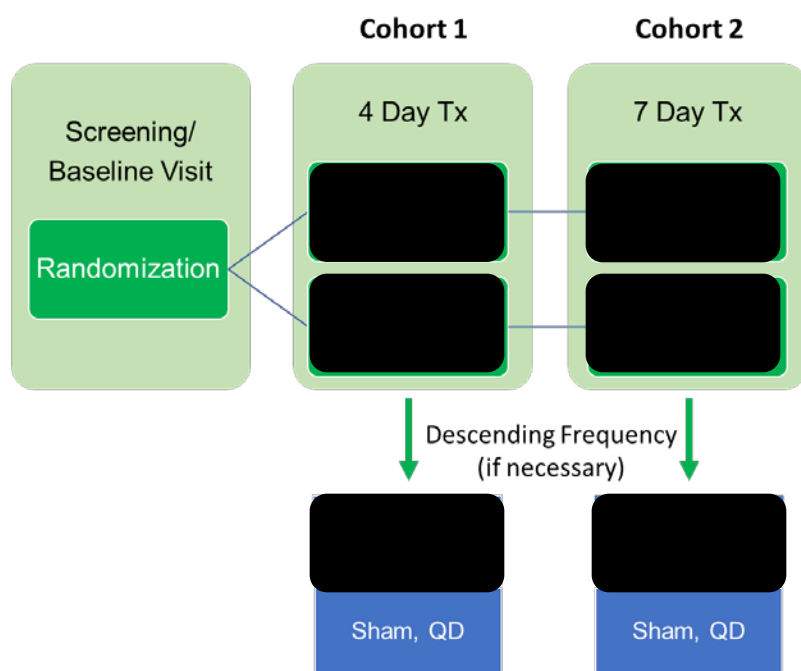 Cohort 1
Cohort 2
Screening/
Baseline Visit
Randomization
4 Day Tx
7 Day Tx
Descending Frequency
(if necessary)
Sham, QD
Sham, QD